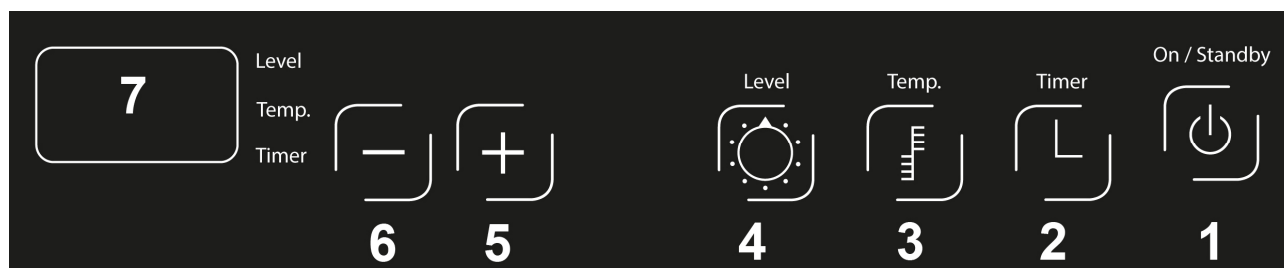 7
Level
Temp.
Timer
Level
Temp.
Timer
On / Standby
6 5 4 3 2 1